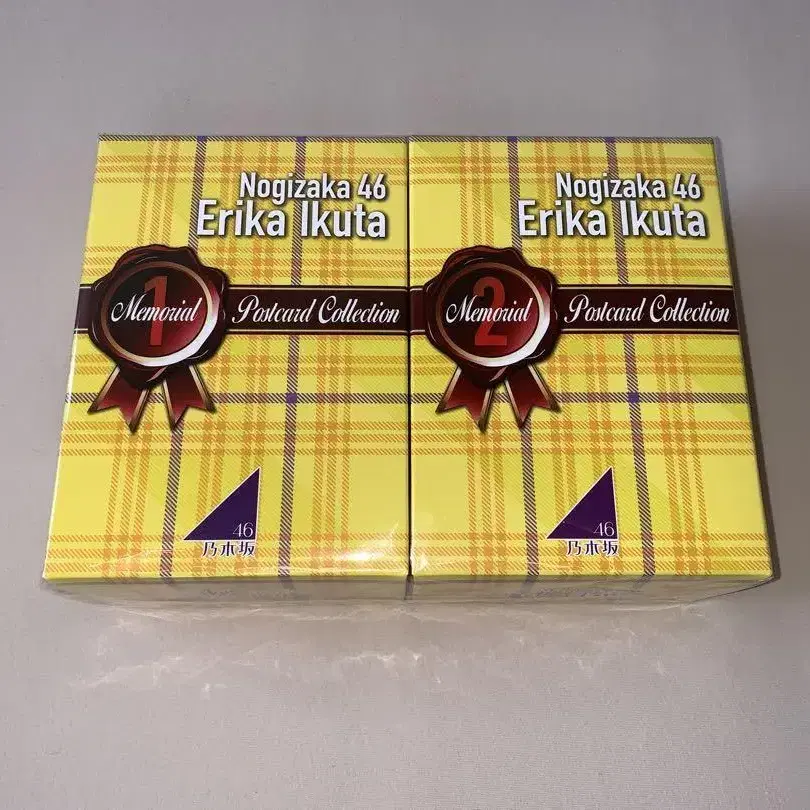 Nogizaka 46
Erika Ikuta
1
Memorial
Postcard Collection
46
乃木坂
Nogizaka 46
Erika Ikuta
2
Memorial
Postcard Collection
46
乃木坂